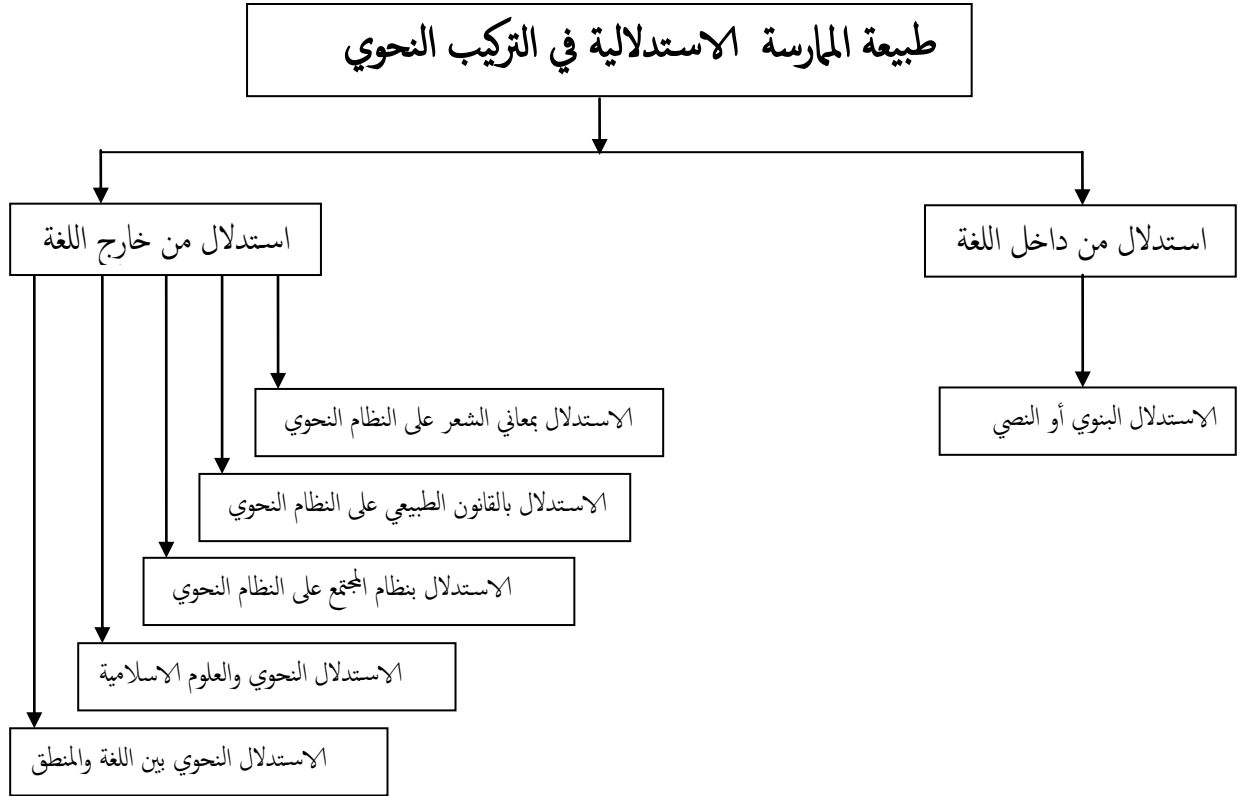 طبيعة الممارسة الاستدلالية في التركيب النحوي
استدلال من داخل اللغة
استدلال من خارج اللغة
الاستدلال البنوي أو النصي
الاستدلال بمعاني الشعر على النظام النحوي
الاستدلال بالقانون الطبيعي على النظام النحوي
الاستدلال بنظام المجتمع على النظام النحوي
الاستدلال النحوي والعلوم الاسلامية
الاستدلال النحوي بين اللغة والمنطق